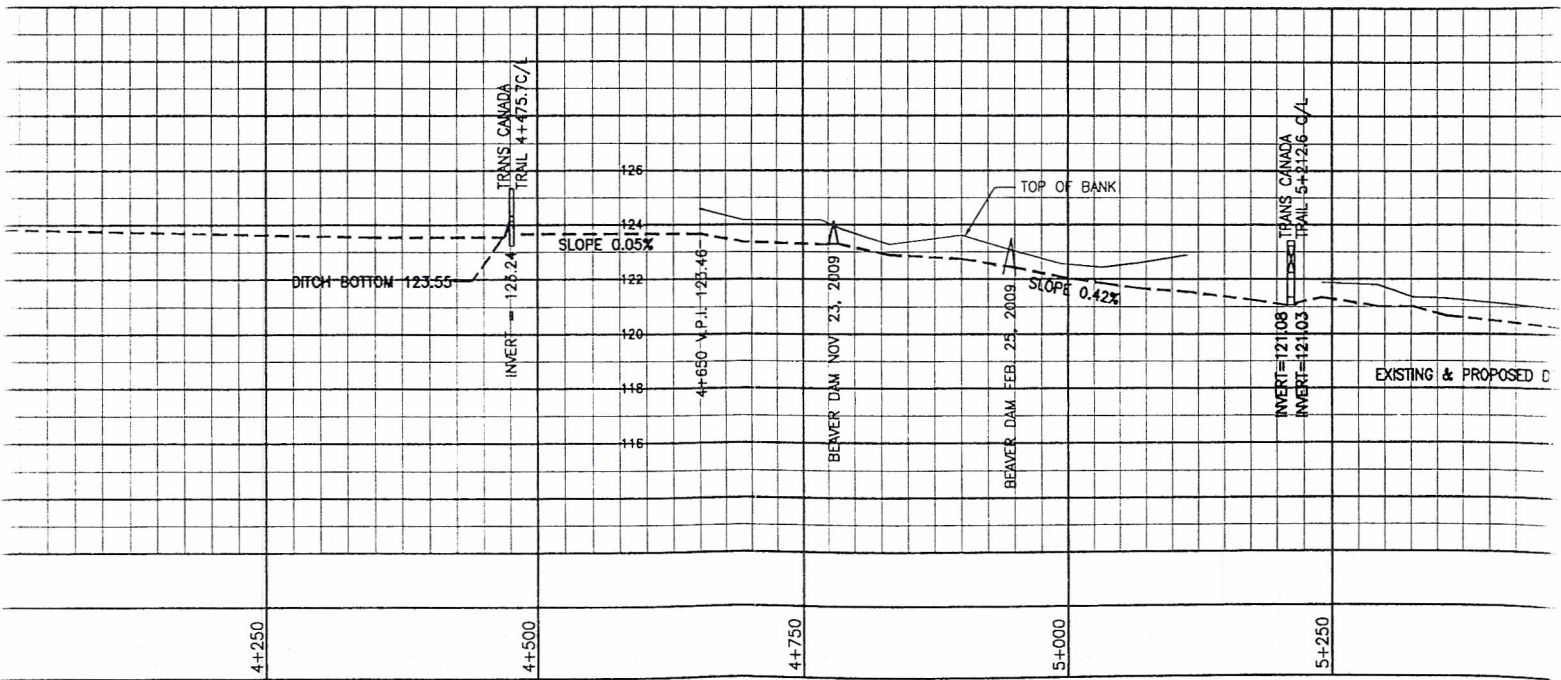 TRANS CANADA
TRAIL 4+475.7C/L
126
124
122
120
118
115
SLOPE 0.05%
DITCH BOTTOM 123.55
INVERT = 123.24
4+650 V.P.I. 123.46
BEAVER DAM NOV 23, 2009
TOP OF BANK
BEAVER DAM FEB 25, 2009
SLOPE 0.42%
TRANS CANADA
TRAIL 5+212.6 C/L
INVERT=121.08
INVERT=121.03
EXISTING & PROPOSED D
4+250
4+500
4+750
5+000
5+250